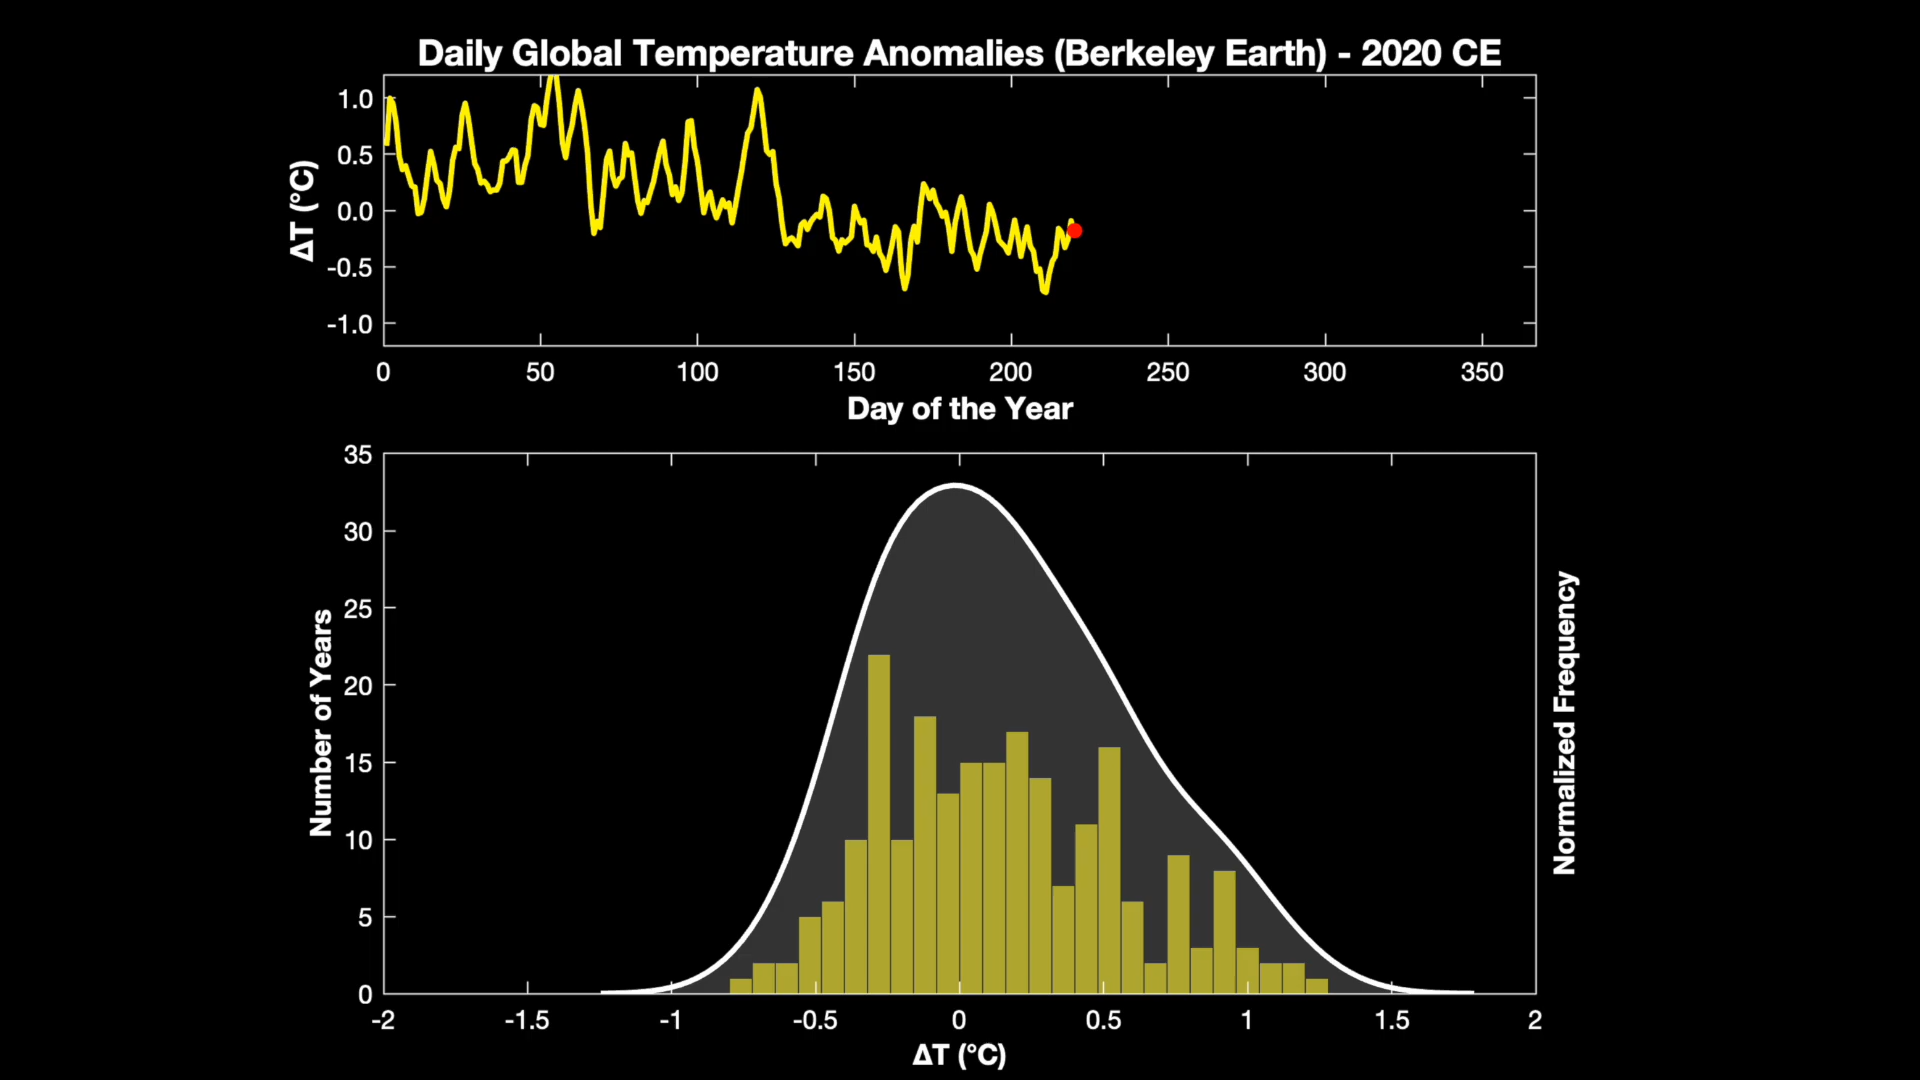 Daily Global Temperature Anomalies (Berkeley Earth) - 2020 CE
1.0
0.5
0.0
-0.5
-1.0
ΔT (°C)
0 50 100 150 200 250 300 350
Day of the Year
35
30
25
20
15
10
5
0
Number of Years
Normalized Frequency
-2 -1.5 -1 -0.5 0 0.5 1 1.5 2
ΔT (°C)